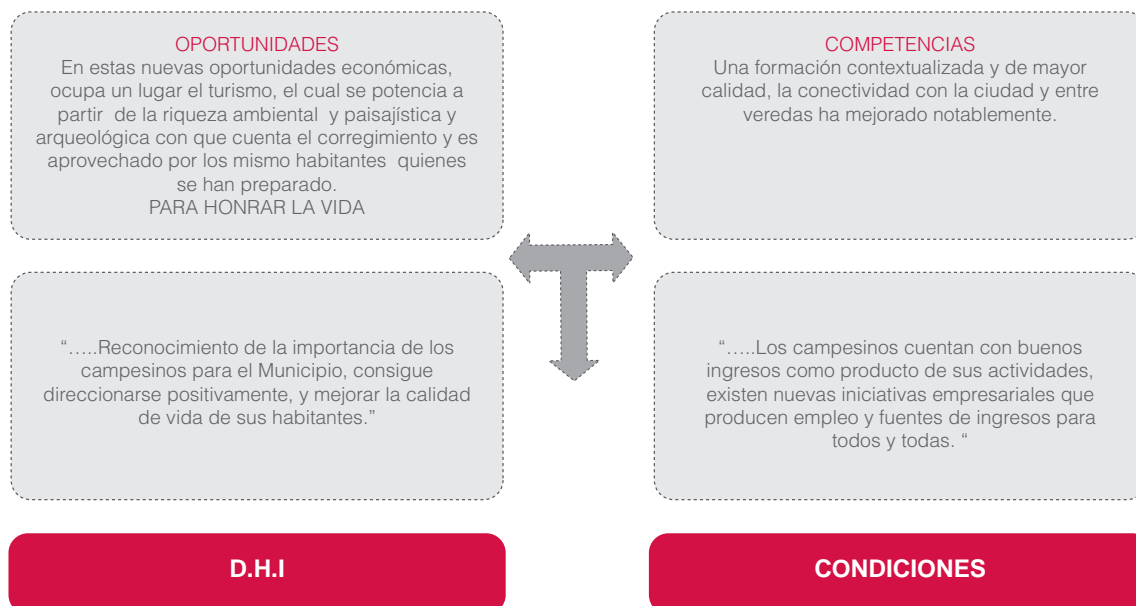 OPORTUNIDADES
En estas nuevas oportunidades económicas,
ocupa un lugar el turismo, el cual se potencia a
partir de la riqueza ambiental y paisajística y
arqueológica con que cuenta el corregimiento y es
aprovechado por los mismo habitantes quienes
se han preparado.
PARA HONRAR LA VIDA
COMPETENCIAS
Una formación contextualizada y de mayor
calidad, la conectividad con la ciudad y entre
veredas ha mejorado notablemente.
“…..Reconocimiento de la importancia de los
campesinos para el Municipio, consigue
direccionarse positivamente, y mejorar la calidad
de vida de sus habitantes.”
“…..Los campesinos cuentan con buenos
ingresos como producto de sus actividades,
existen nuevas iniciativas empresariales que
producen empleo y fuentes de ingresos para
todos y todas. “
D.H.I
CONDICIONES